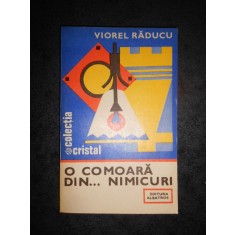 VIOREL RĂDUCU
colecția
cristal
O COMOARĂ
DIN... NIMICURI
EDITURA
ALBATROS